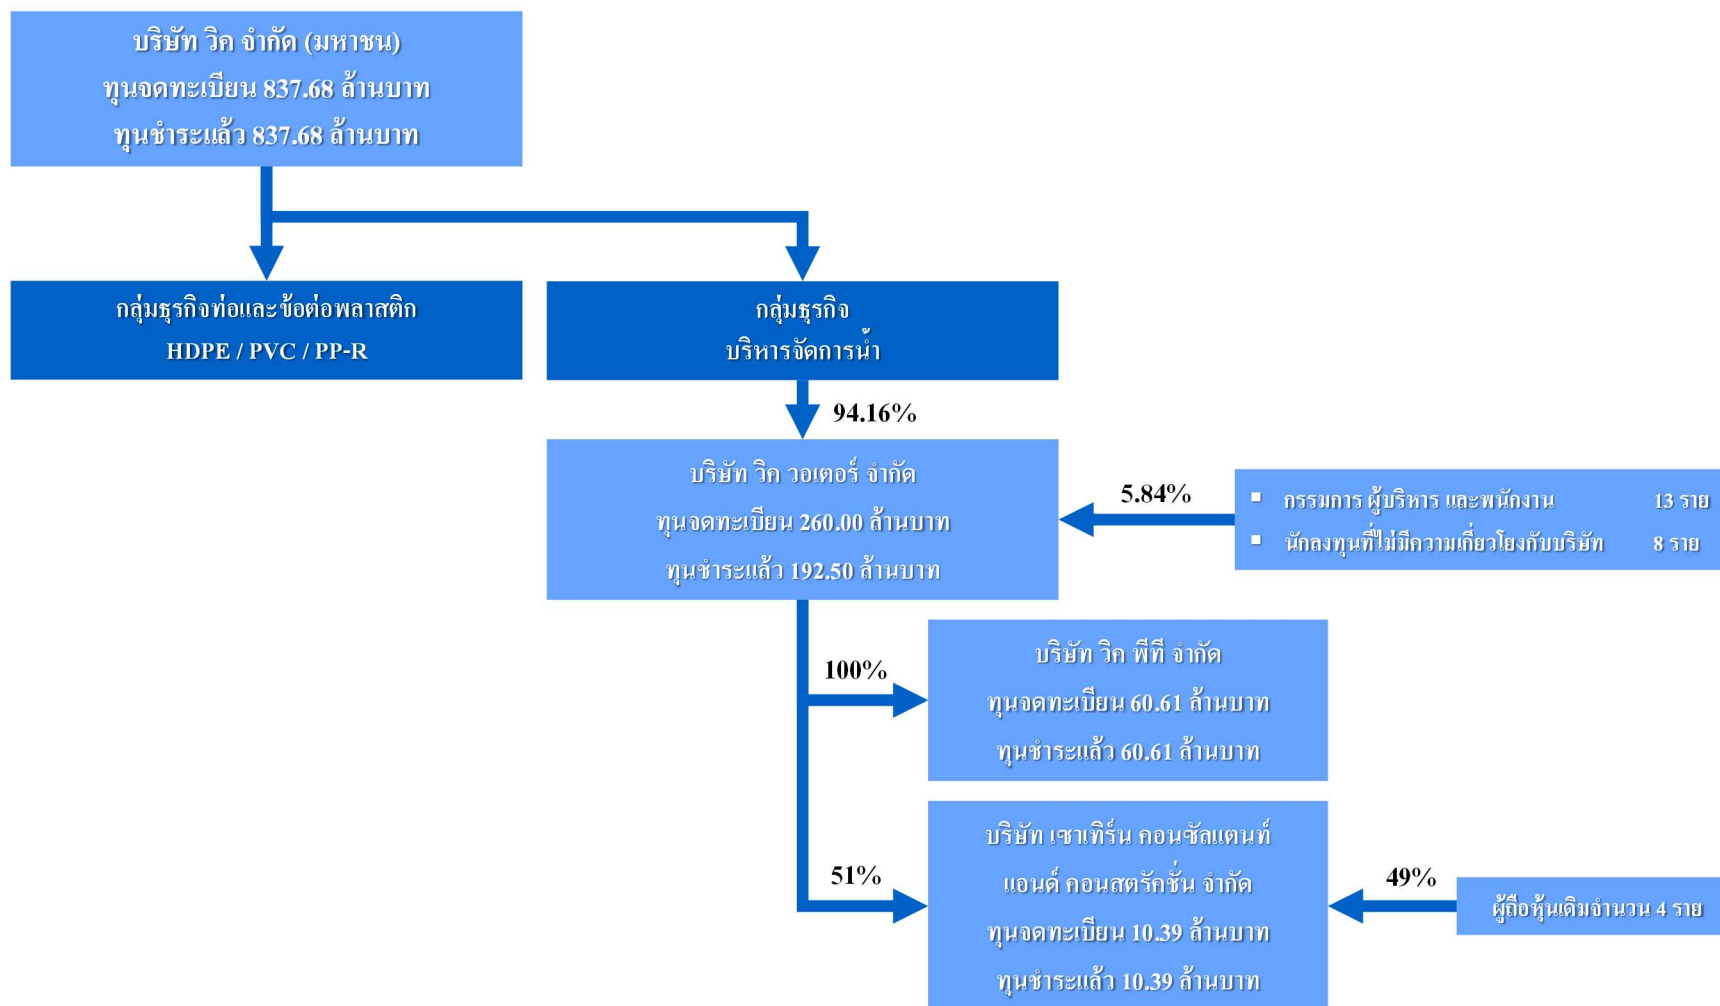 บริษัท วิค จำกัด (มหาชน)
ทุนจดทะเบียน 837.68 ล้านบาท
ทุนชำระแล้ว 837.68 ล้านบาท
กลุ่มธุรกิจท่อและข้อต่อพลาสติก
HDPE / PVC / PP-R
กลุ่มธุรกิจ
บริหารจัดการน้ำ
94.16%
บริษัท วิค วอเตอร์ จำกัด
ทุนจดทะเบียน 260.00 ล้านบาท
ทุนชำระแล้ว 192.50 ล้านบาท
5.84%
▪ กรรมการ ผู้บริหาร และพนักงาน 13 ราย
▪ นักลงทุนที่ไม่มีความเกี่ยวโยงกับบริษัท 8 ราย
100%
บริษัท วิค พีที จำกัด
ทุนจดทะเบียน 60.61 ล้านบาท
ทุนชำระแล้ว 60.61 ล้านบาท
51%
บริษัท เซาเทิร์น คอนซัลแตนท์
แอนด์ คอนสตรัคชั่น จำกัด
ทุนจดทะเบียน 10.39 ล้านบาท
ทุนชำระแล้ว 10.39 ล้านบาท
49%
ผู้ถือหุ้นเดิมจำนวน 4 ราย